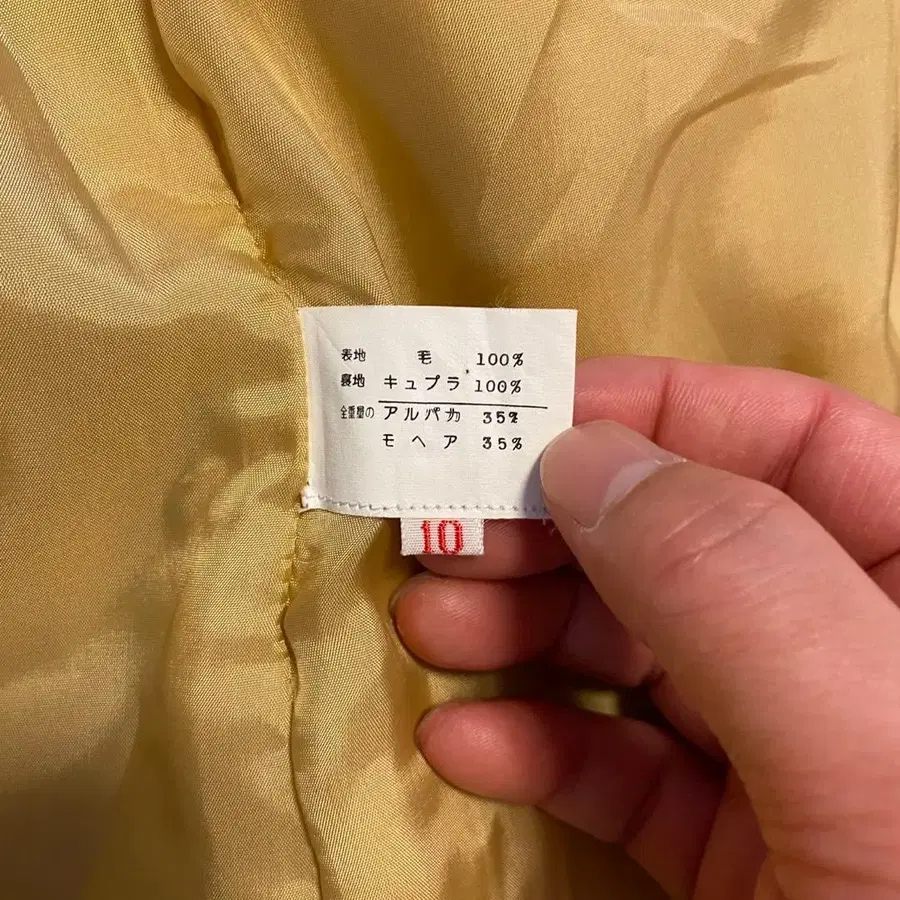 表地 毛 100%
裏地 キュプラ 100%
全重量の アルパカ 35%
モヘア 35%
10